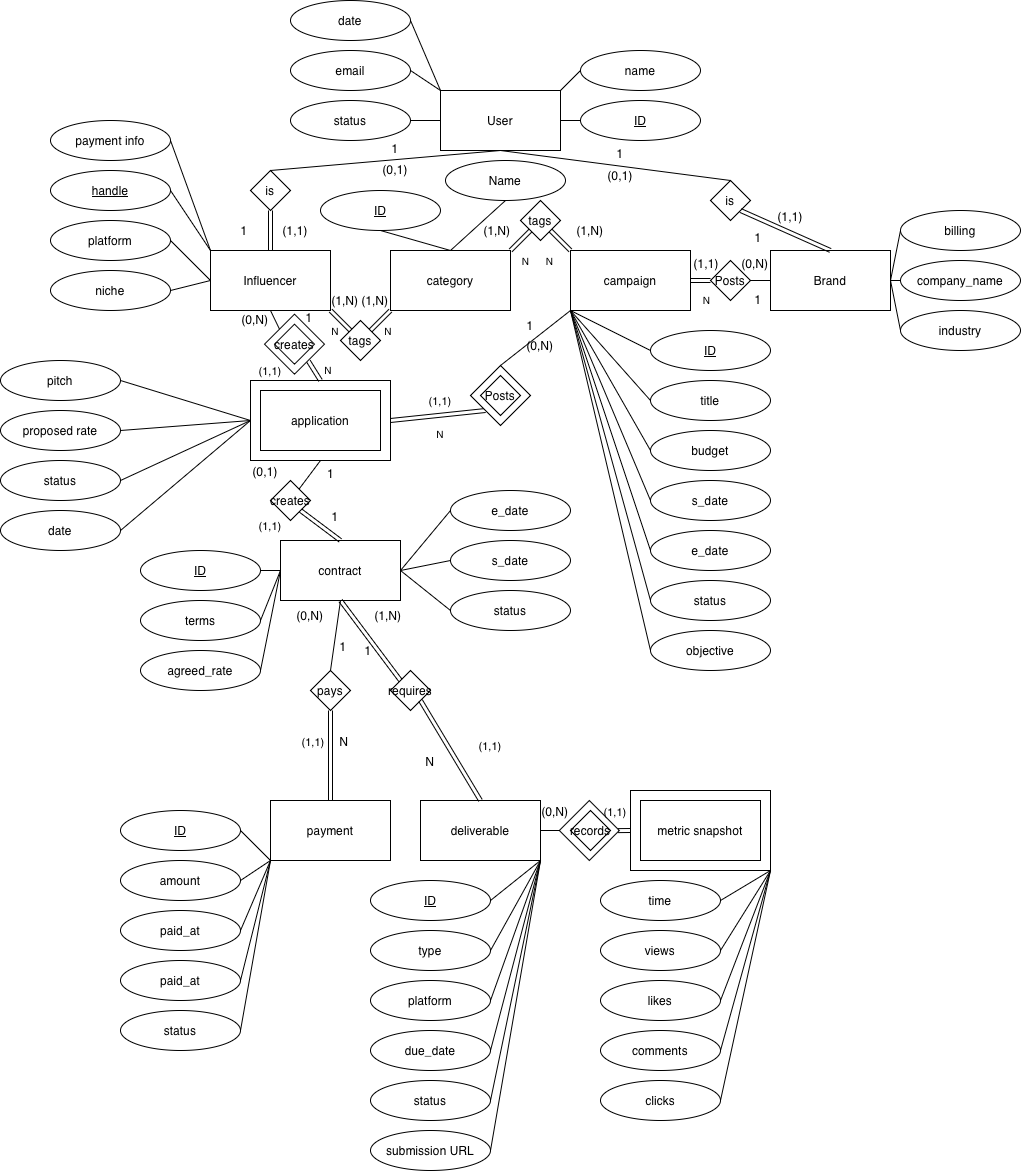 date
email
name
status
User
ID
payment info
1
1
(0,1)
(0,1)
Name
handle
is
is
ID
tags
platform
1
(1,1)
(1,N)
(1,N)
(1,1)
1
billing
niche
Influencer
category
N
N
campaign
(1,1)
Posts
(0,N)
Brand
company_name
N
1
(0,N)
1
(1,N)
(1,N)
industry
creates
N
tags
N
1
(0,N)
ID
(1,1)
N
pitch
title
proposed rate
application
(1,1)
N
Posts
budget
status
(0,1)
1
s_date
date
creates
(1,1)
1
e_date
e_date
ID
contract
s_date
status
terms
(0,N)
(1,N)
status
agreed_rate
1
1
objective
pays
requires
(1,1)
N
(1,1)
N
ID
payment
deliverable
(0,N)
records
(1,1)
metric snapshot
amount
ID
time
paid_at
type
views
paid_at
platform
likes
status
due_date
comments
status
clicks
submission URL